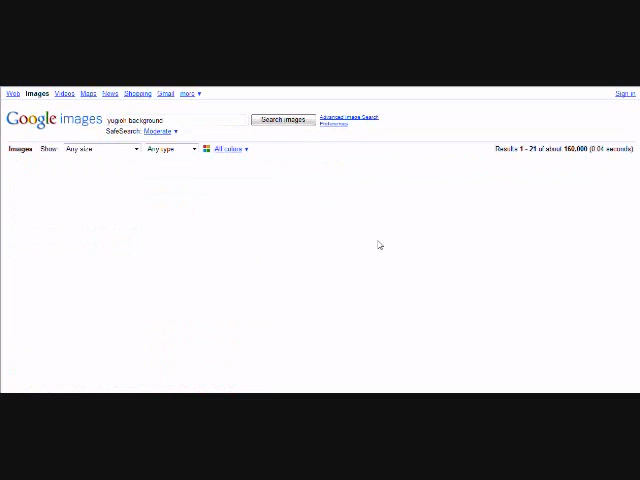 Web Images Videos Maps News Shopping Gmail more ▼ Sign in
Google images yugioh background Search Images Advanced Image Search
Preferences
SafeSearch: Moderate ▼
Images Show: Any size Any type All colors ▼ Results 1 - 21 of about 160,000 (0.04 seconds)